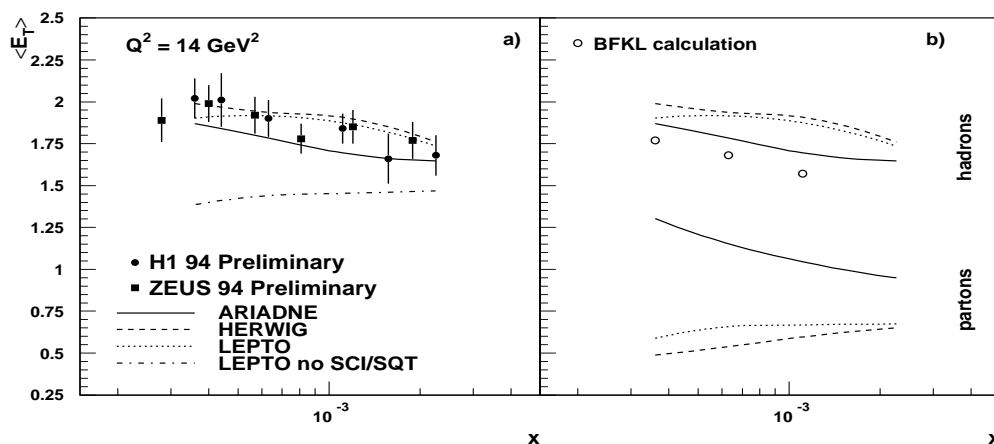 <E_T>
2.5
2.25
2
1.75
1.5
1.25
1
0.75
0.5
0.25
Q² = 14 GeV²
a)
H1 94 Preliminary
ZEUS 94 Preliminary
ARIADNE
HERWIG
LEPTO
LEPTO no SCI/SQT
10⁻³
x
BFKL calculation
b)
hadrons
partons
10⁻³
x